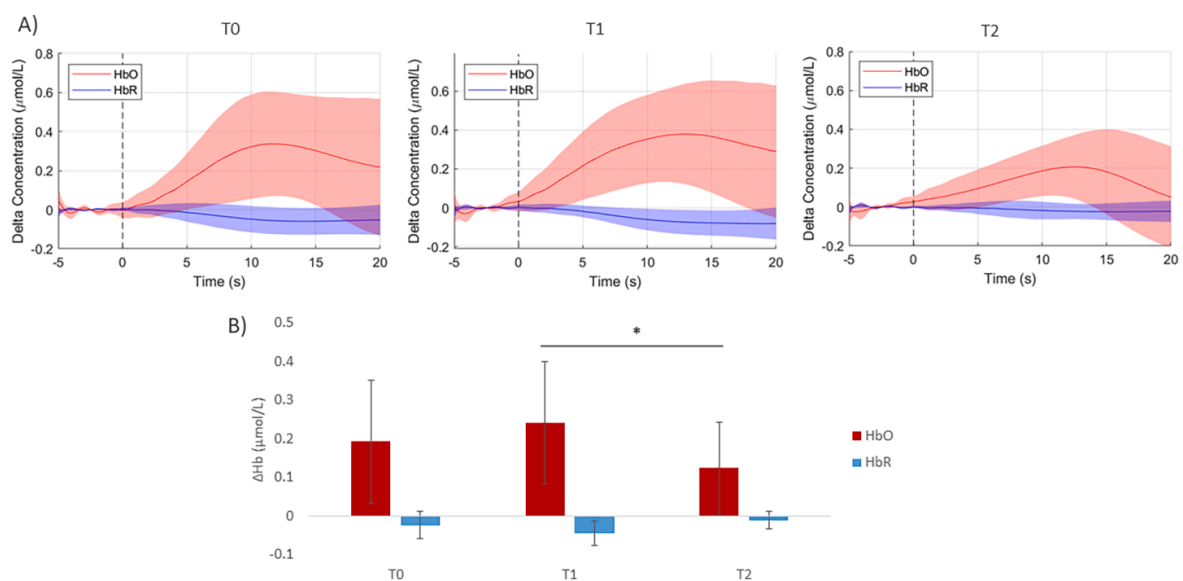 A)
T0
T1
T2
Delta Concentration (μmol/L)
0.8
0.6
0.4
0.2
0
-0.2
HbO
HbR
-5
0
5
10
15
20
Time (s)
Delta Concentration (μmol/L)
0.8
0.6
0.4
0.2
0
-0.2
HbO
HbR
-5
0
5
10
15
20
Time (s)
Delta Concentration (μmol/L)
0.8
0.6
0.4
0.2
0
-0.2
HbO
HbR
-5
0
5
10
15
20
Time (s)
B)
ΔHb (μmol/L)
0.5
0.4
0.3
0.2
0.1
0
-0.1
*
T0
T1
T2
HbO
HbR